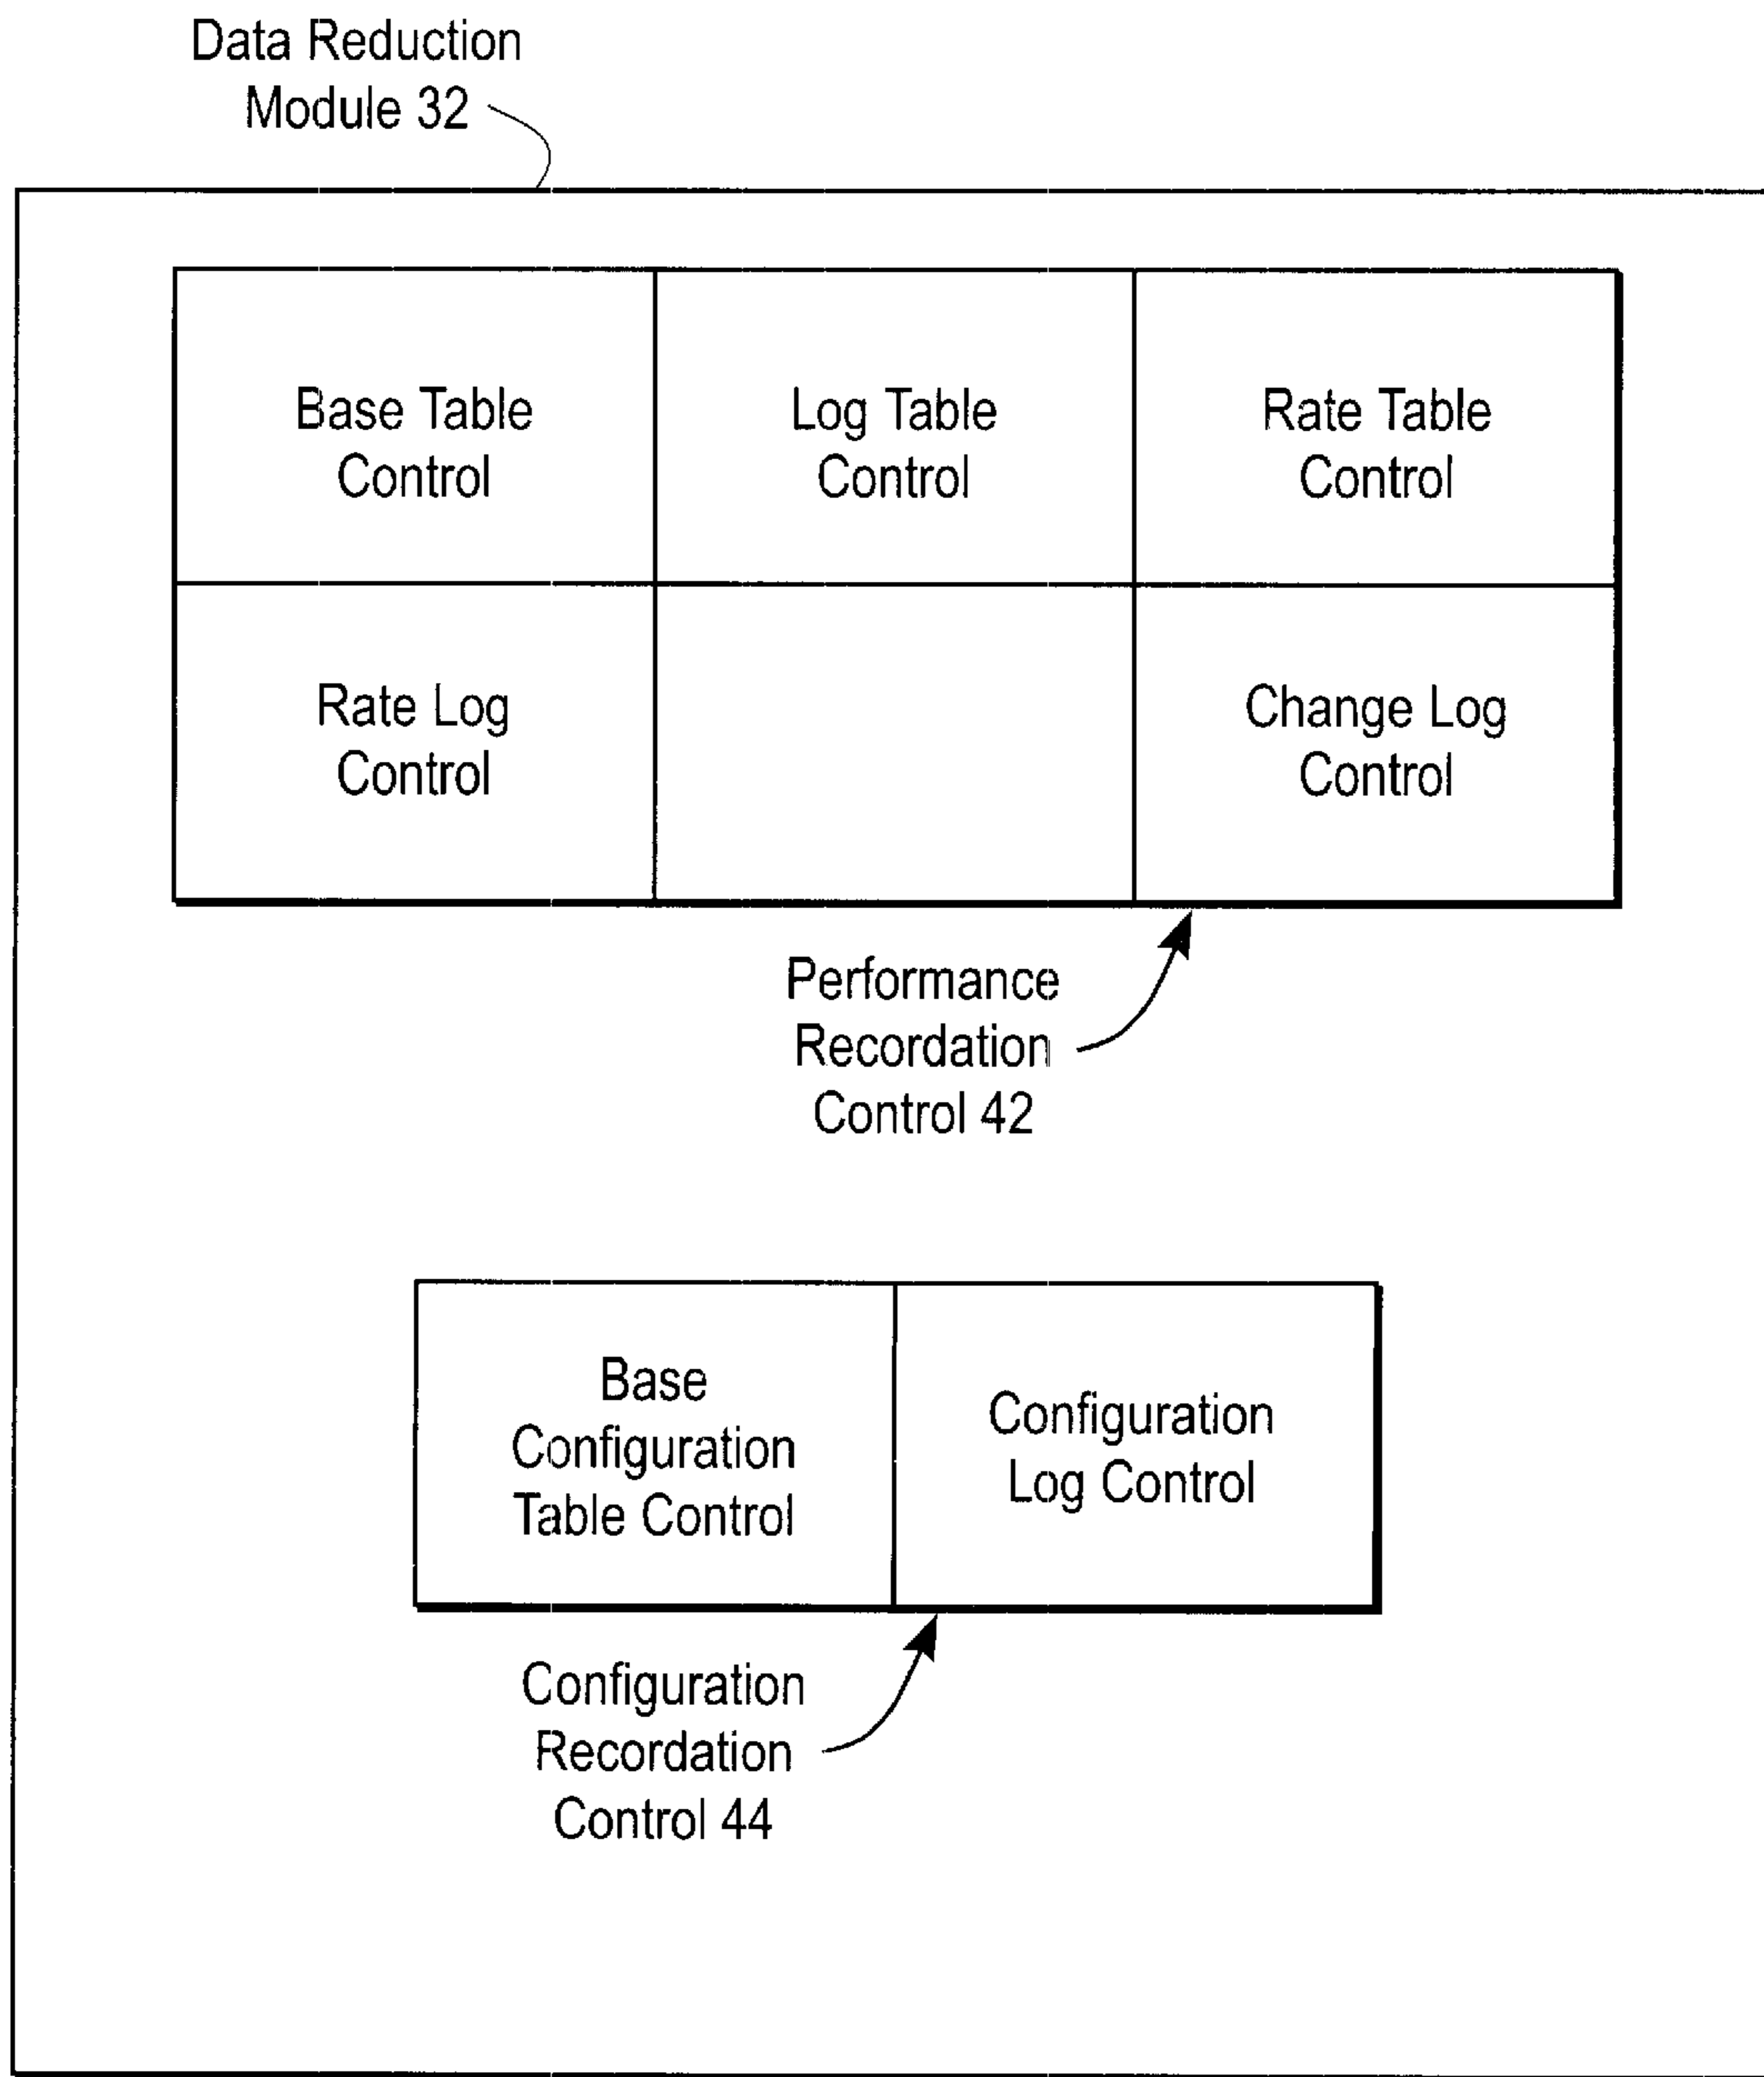 Data Reduction
Module 32
Base Table
Control
Log Table
Control
Rate Table
Control
Rate Log
Control
Change Log
Control
Performance
Recordation
Control 42
Base
Configuration
Table Control
Configuration
Log Control
Configuration
Recordation
Control 44